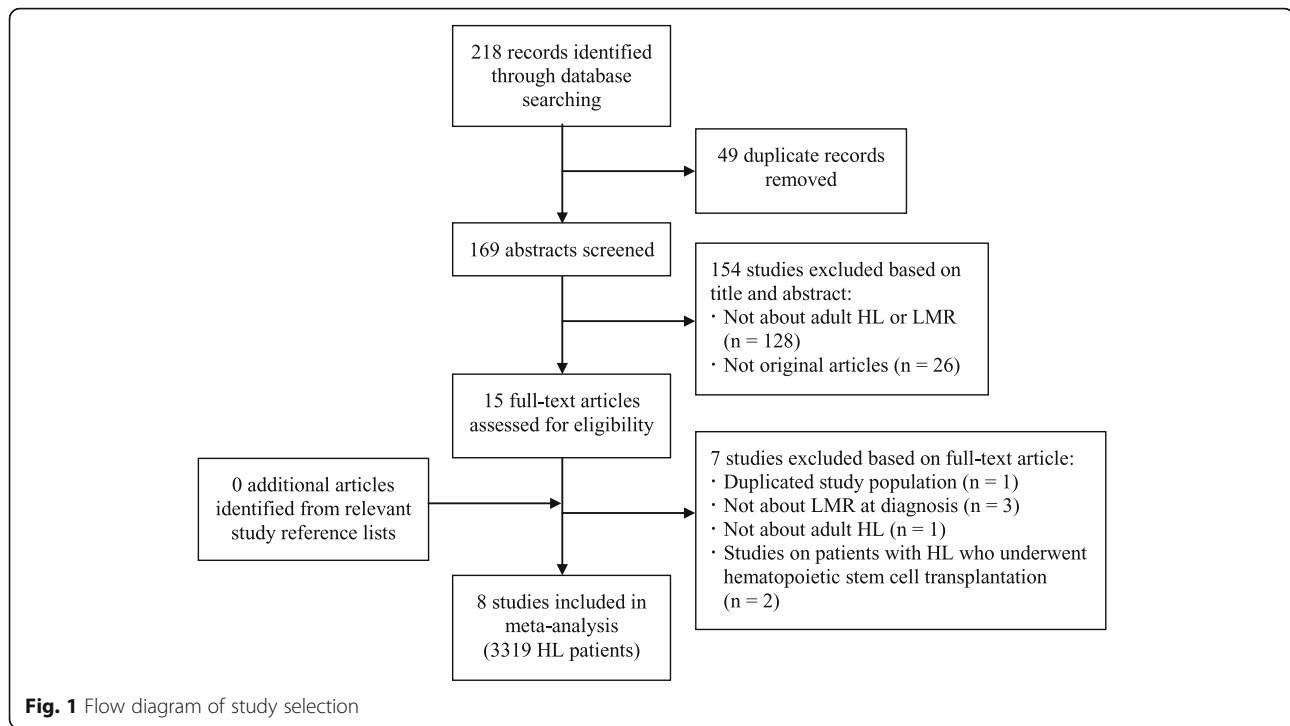 218 records identified
through database
searching
49 duplicate records
removed
169 abstracts screened
154 studies excluded based on
title and abstract:
· Not about adult HL or LMR
(n = 128)
· Not original articles (n = 26)
15 full-text articles
assessed for eligibility
7 studies excluded based on full-text article:
· Duplicated study population (n = 1)
· Not about LMR at diagnosis (n = 3)
· Not about adult HL (n = 1)
· Studies on patients with HL who underwent
hematopoietic stem cell transplantation
(n = 2)
0 additional articles
identified from relevant
study reference lists
8 studies included in
meta-analysis
(3319 HL patients)
Fig. 1 Flow diagram of study selection